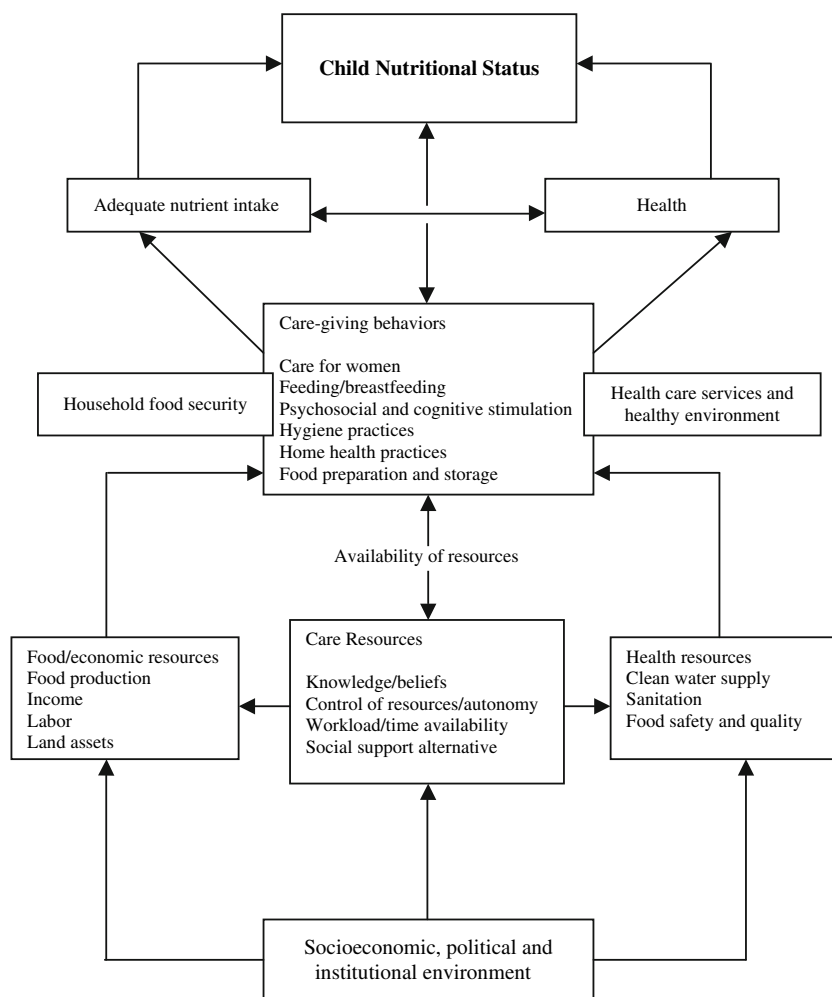 Child Nutritional Status
Adequate nutrient intake
Health
Care-giving behaviors
Care for women
Feeding/breastfeeding
Psychosocial and cognitive stimulation
Hygiene practices
Home health practices
Food preparation and storage
Household food security
Health care services and
healthy environment
Availability of resources
Food/economic resources
Food production
Income
Labor
Land assets
Care Resources
Knowledge/beliefs
Control of resources/autonomy
Workload/time availability
Social support alternative
Health resources
Clean water supply
Sanitation
Food safety and quality
Socioeconomic, political and
institutional environment